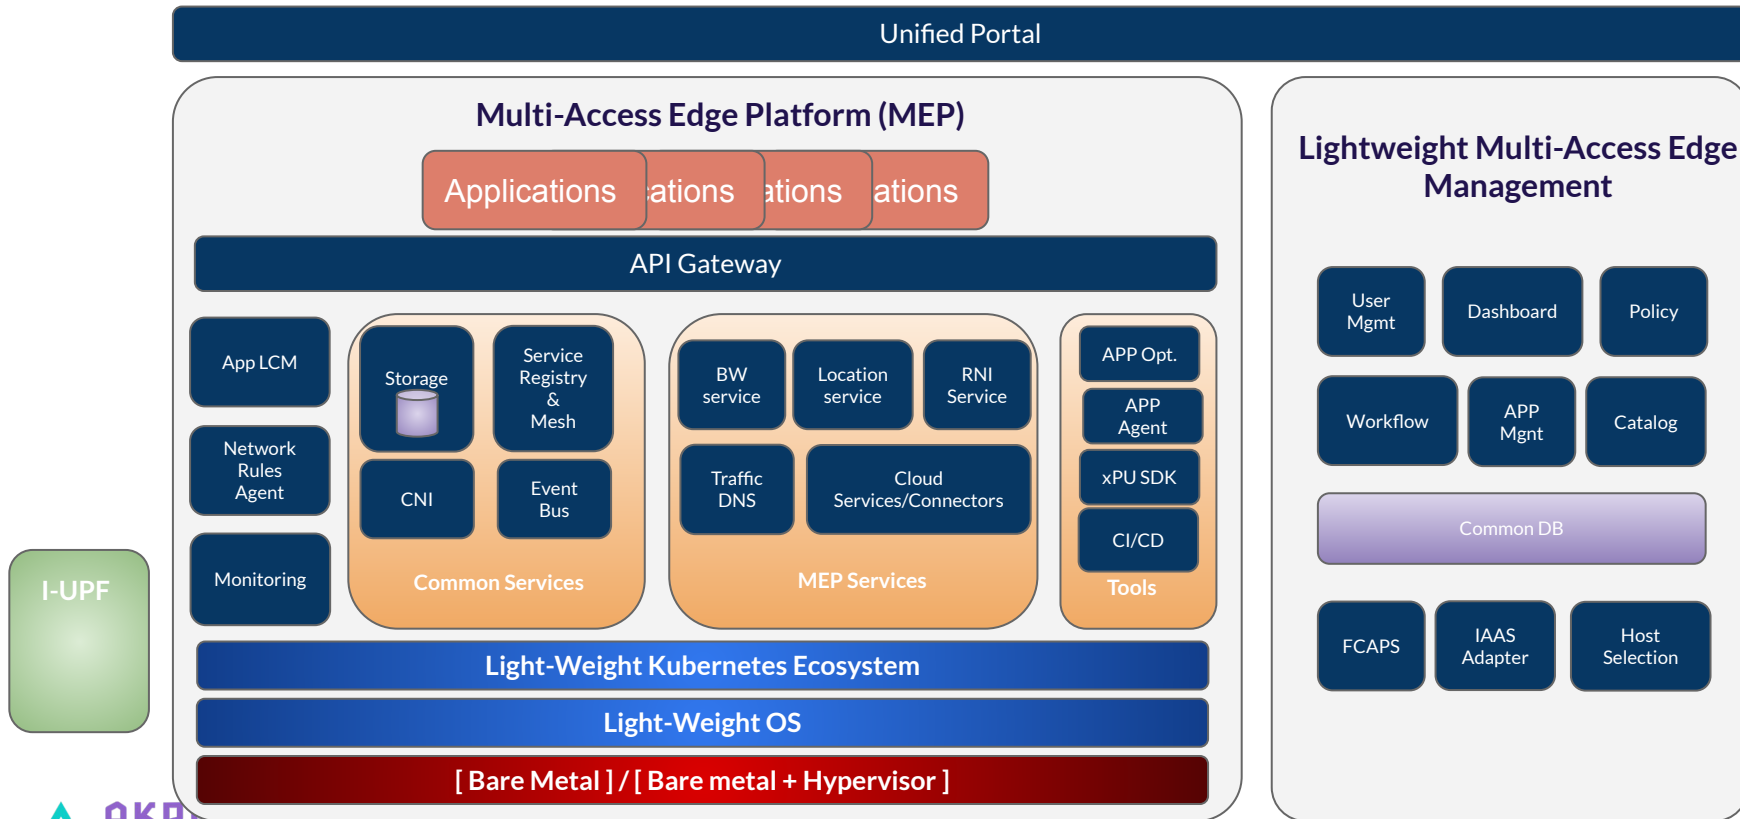 Unified Portal
Multi-Access Edge Platform (MEP)
Applications
ations
ations
ations
API Gateway
App LCM
Network
Rules
Agent
Monitoring
Storage
Service
Registry
&
Mesh
CNI
Event
Bus
Common Services
BW
service
Location
service
RNI
Service
Traffic
DNS
Cloud
Services/Connectors
MEP Services
APP Opt.
APP
Agent
xPU SDK
CI/CD
Tools
I-UPF
Light-Weight Kubernetes Ecosystem
Light-Weight OS
[ Bare Metal ] / [ Bare metal + Hypervisor ]
Lightweight Multi-Access Edge
Management
User
Mgmt
Dashboard
Policy
Workflow
APP
Mgnt
Catalog
Common DB
FCAPS
IAAS
Adapter
Host
Selection